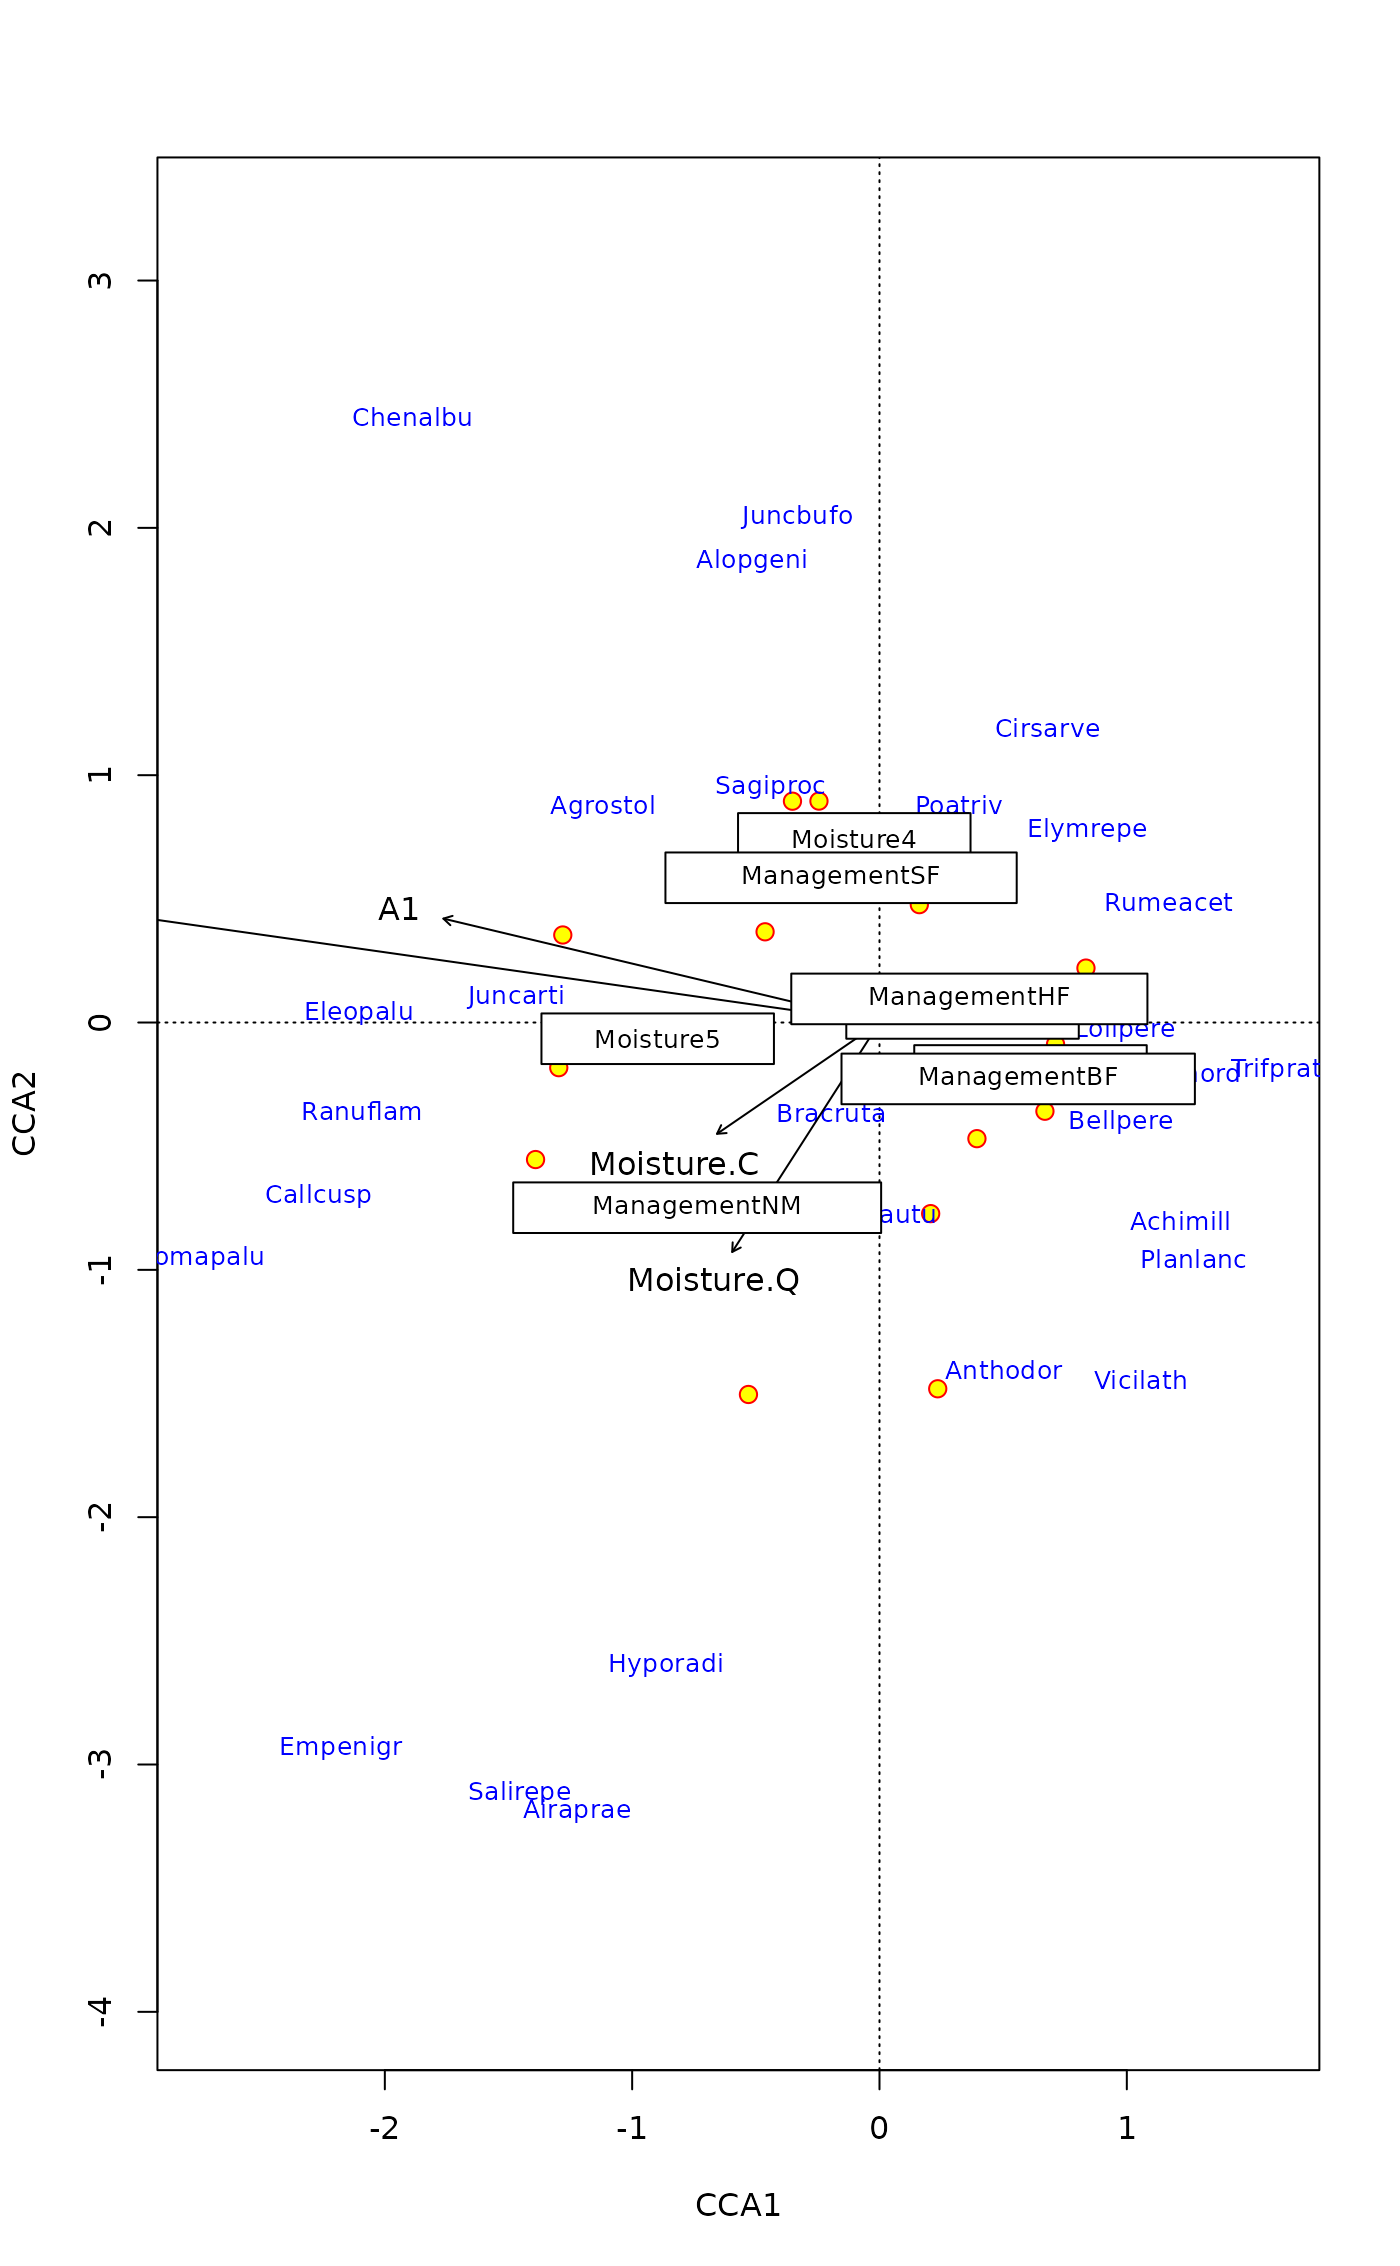 3
Chenalbu
2
Juncbufo
Alopgeni
Cirsarve
1
Sagiproc
Agrostol
Poatriv
Elymrepe
Moisture4
ManagementSF
Rumeacet
A1
ManagementHF
Juncarti
Eleopalu
0
Lolipere
Moisture5
Trifprat
ord
ManagementBF
Ranuflam
Bracruta
Bellpere
CCA2
Moisture.C
Callcusp
ManagementNM
autu
Achimill
omapalu
Planlanc
-1
Moisture.Q
Anthodor
Vicilath
-2
Hyporadi
Empenigr
-3
Salirepe
Airaprae
-4
-2 -1 0 1
CCA1